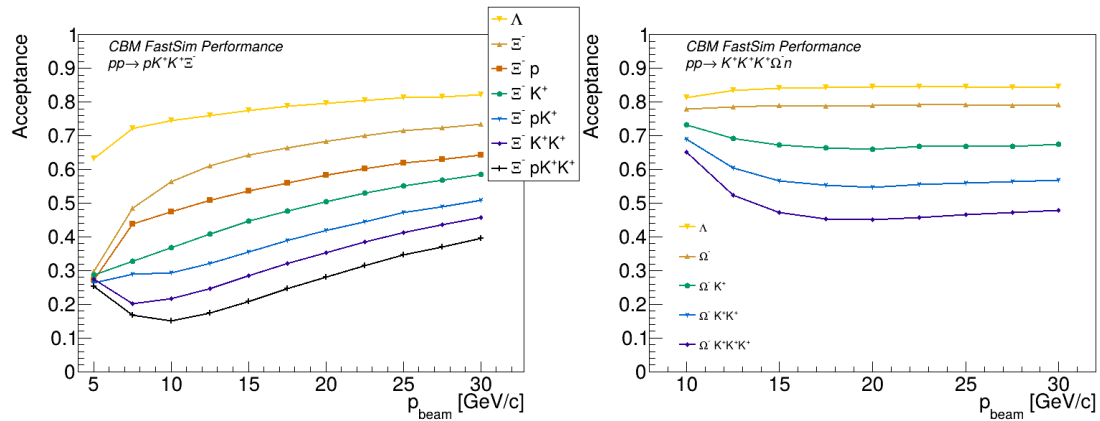 CBM FastSim Performance
pp→ pK⁺K⁺Ξ⁻
Acceptance
1
0.9
0.8
0.7
0.6
0.5
0.4
0.3
0.2
0.1
0
5
10
15
20
25
30
p_beam [GeV/c]
Λ
Ξ⁻
Ξ⁻ p
Ξ⁻ K⁺
Ξ⁻ pK⁺
Ξ⁻ K⁺K⁺
Ξ⁻ pK⁺K⁺
CBM FastSim Performance
pp→ K⁺K⁺K⁺Ω⁻n
Acceptance
1
0.9
0.8
0.7
0.6
0.5
0.4
0.3
0.2
0.1
0
Λ
Ω⁻
Ω⁻ K⁺
Ω⁻ K⁺K⁺
Ω⁻ K⁺K⁺K⁺
10
15
20
25
30
p_beam [GeV/c]